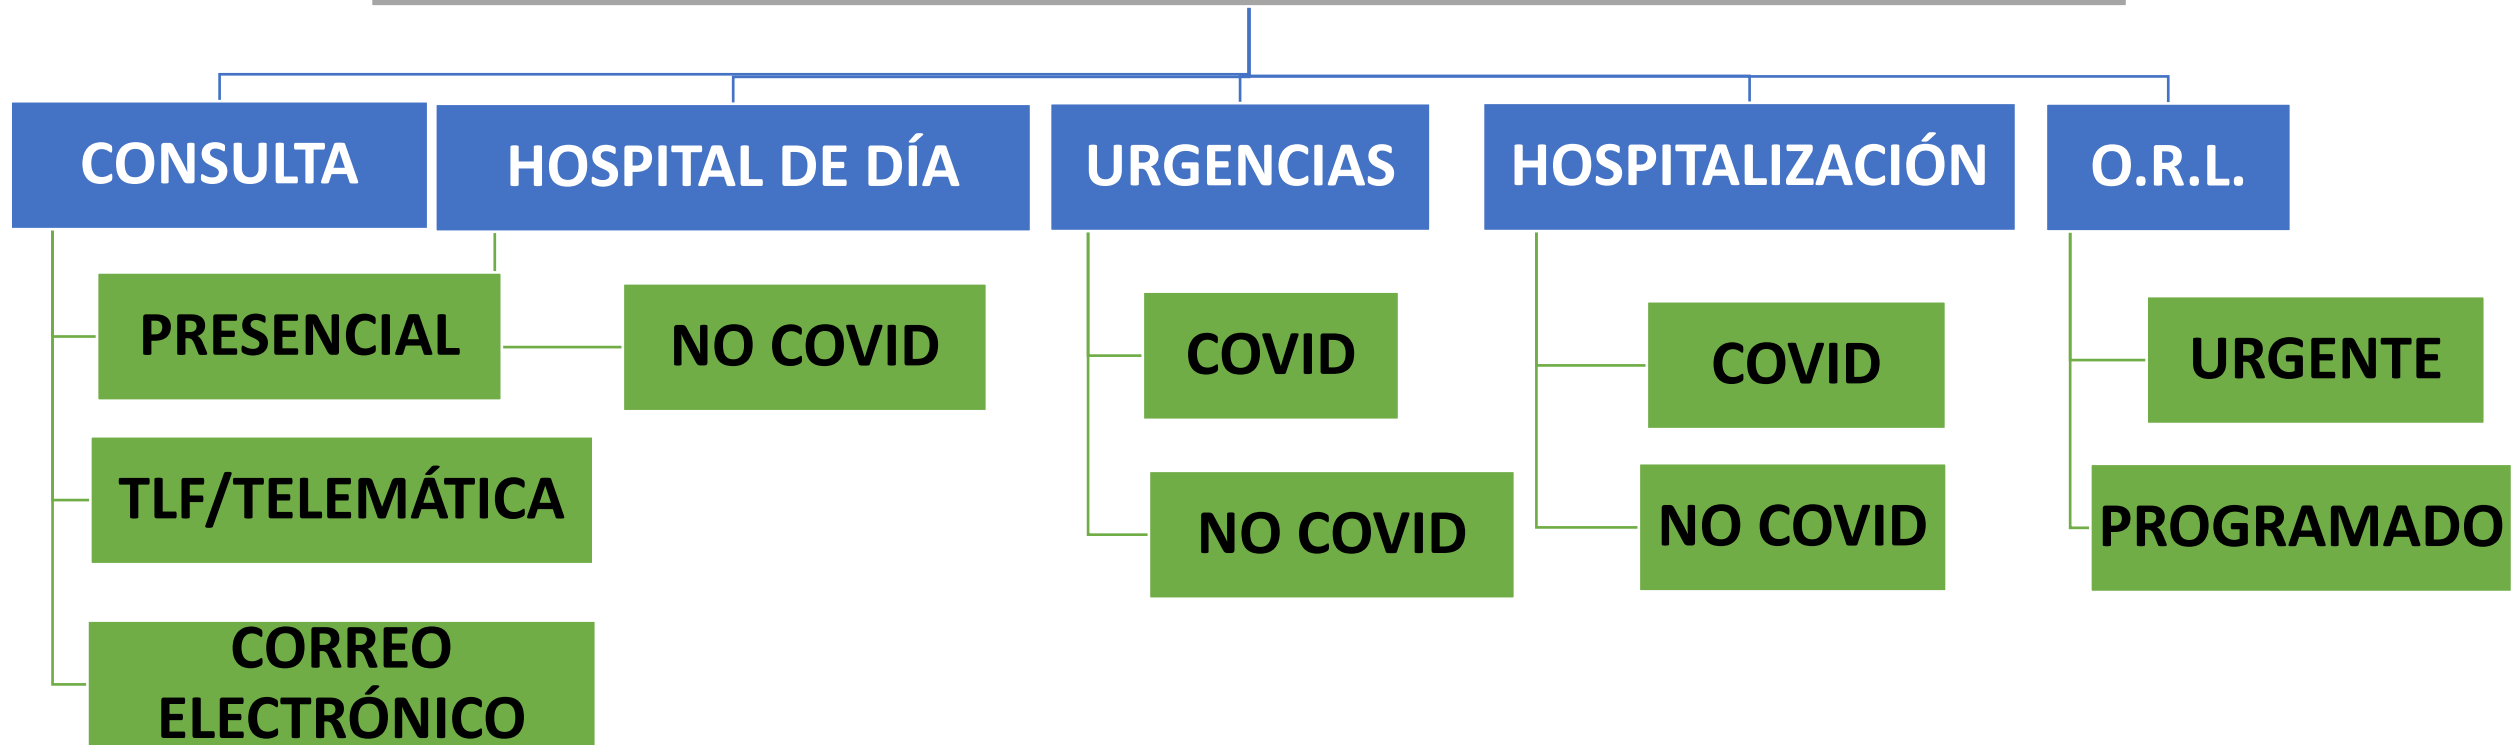 CONSULTA
HOSPITAL DE DÍA
URGENCIAS
HOSPITALIZACIÓN
O.R.L.
PRESENCIAL
TLF/TELEMÁTICA
CORREO
ELECTRÓNICO
NO COVID
COVID
NO COVID
COVID
NO COVID
URGENTE
PROGRAMADO